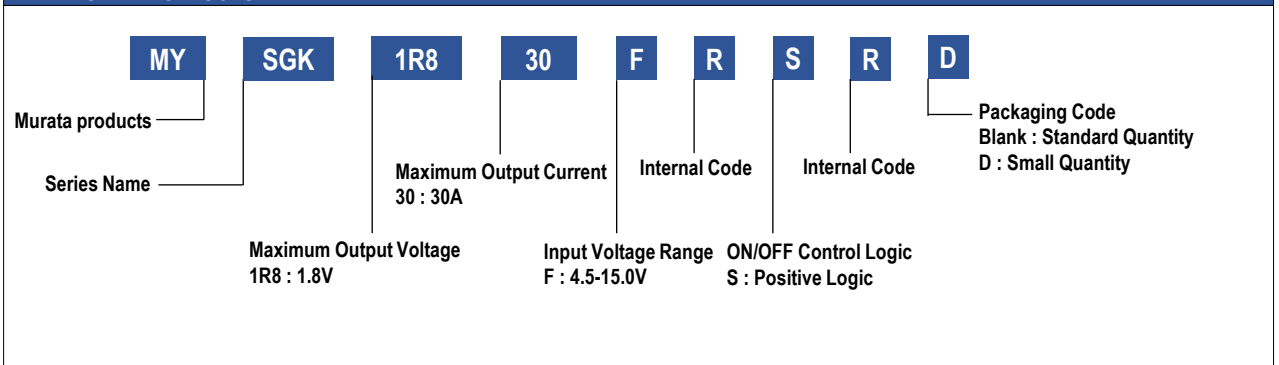 MY SGK 1R8 30 F R S R D
Murata products
Series Name
Maximum Output Voltage
1R8 : 1.8V
Maximum Output Current
30 : 30A
Input Voltage Range
F : 4.5-15.0V
Internal Code
ON/OFF Control Logic
S : Positive Logic
Internal Code
Packaging Code
Blank : Standard Quantity
D : Small Quantity